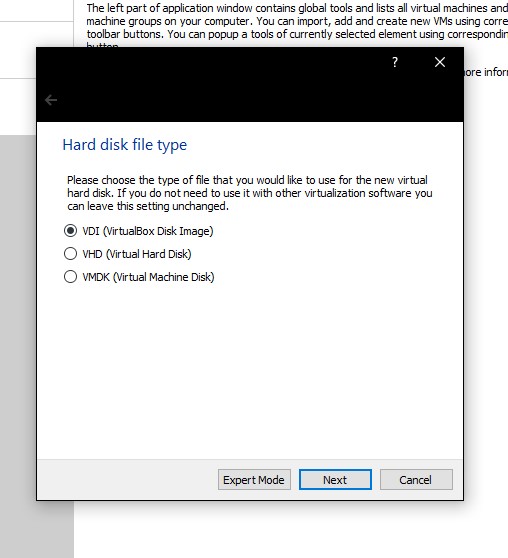 The left part of application window contains global tools and lists all virtual machines and
machine groups on your computer. You can import, add and create new VMs using corre
toolbar buttons. You can popup a tools of currently selected element using correspondin
button.
?
ore infor
Hard disk file type
Please choose the type of file that you would like to use for the new virtual
hard disk. If you do not need to use it with other virtualization software you
can leave this setting unchanged.
VDI (VirtualBox Disk Image)
VHD (Virtual Hard Disk)
VMDK (Virtual Machine Disk)
Expert Mode
Next
Cancel